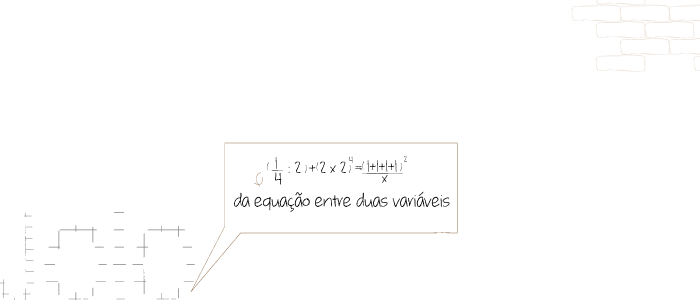 (1/4 : 2)+(2 x 2)⁴=(1+1+1+1)²/x
da equação entre duas variáveis